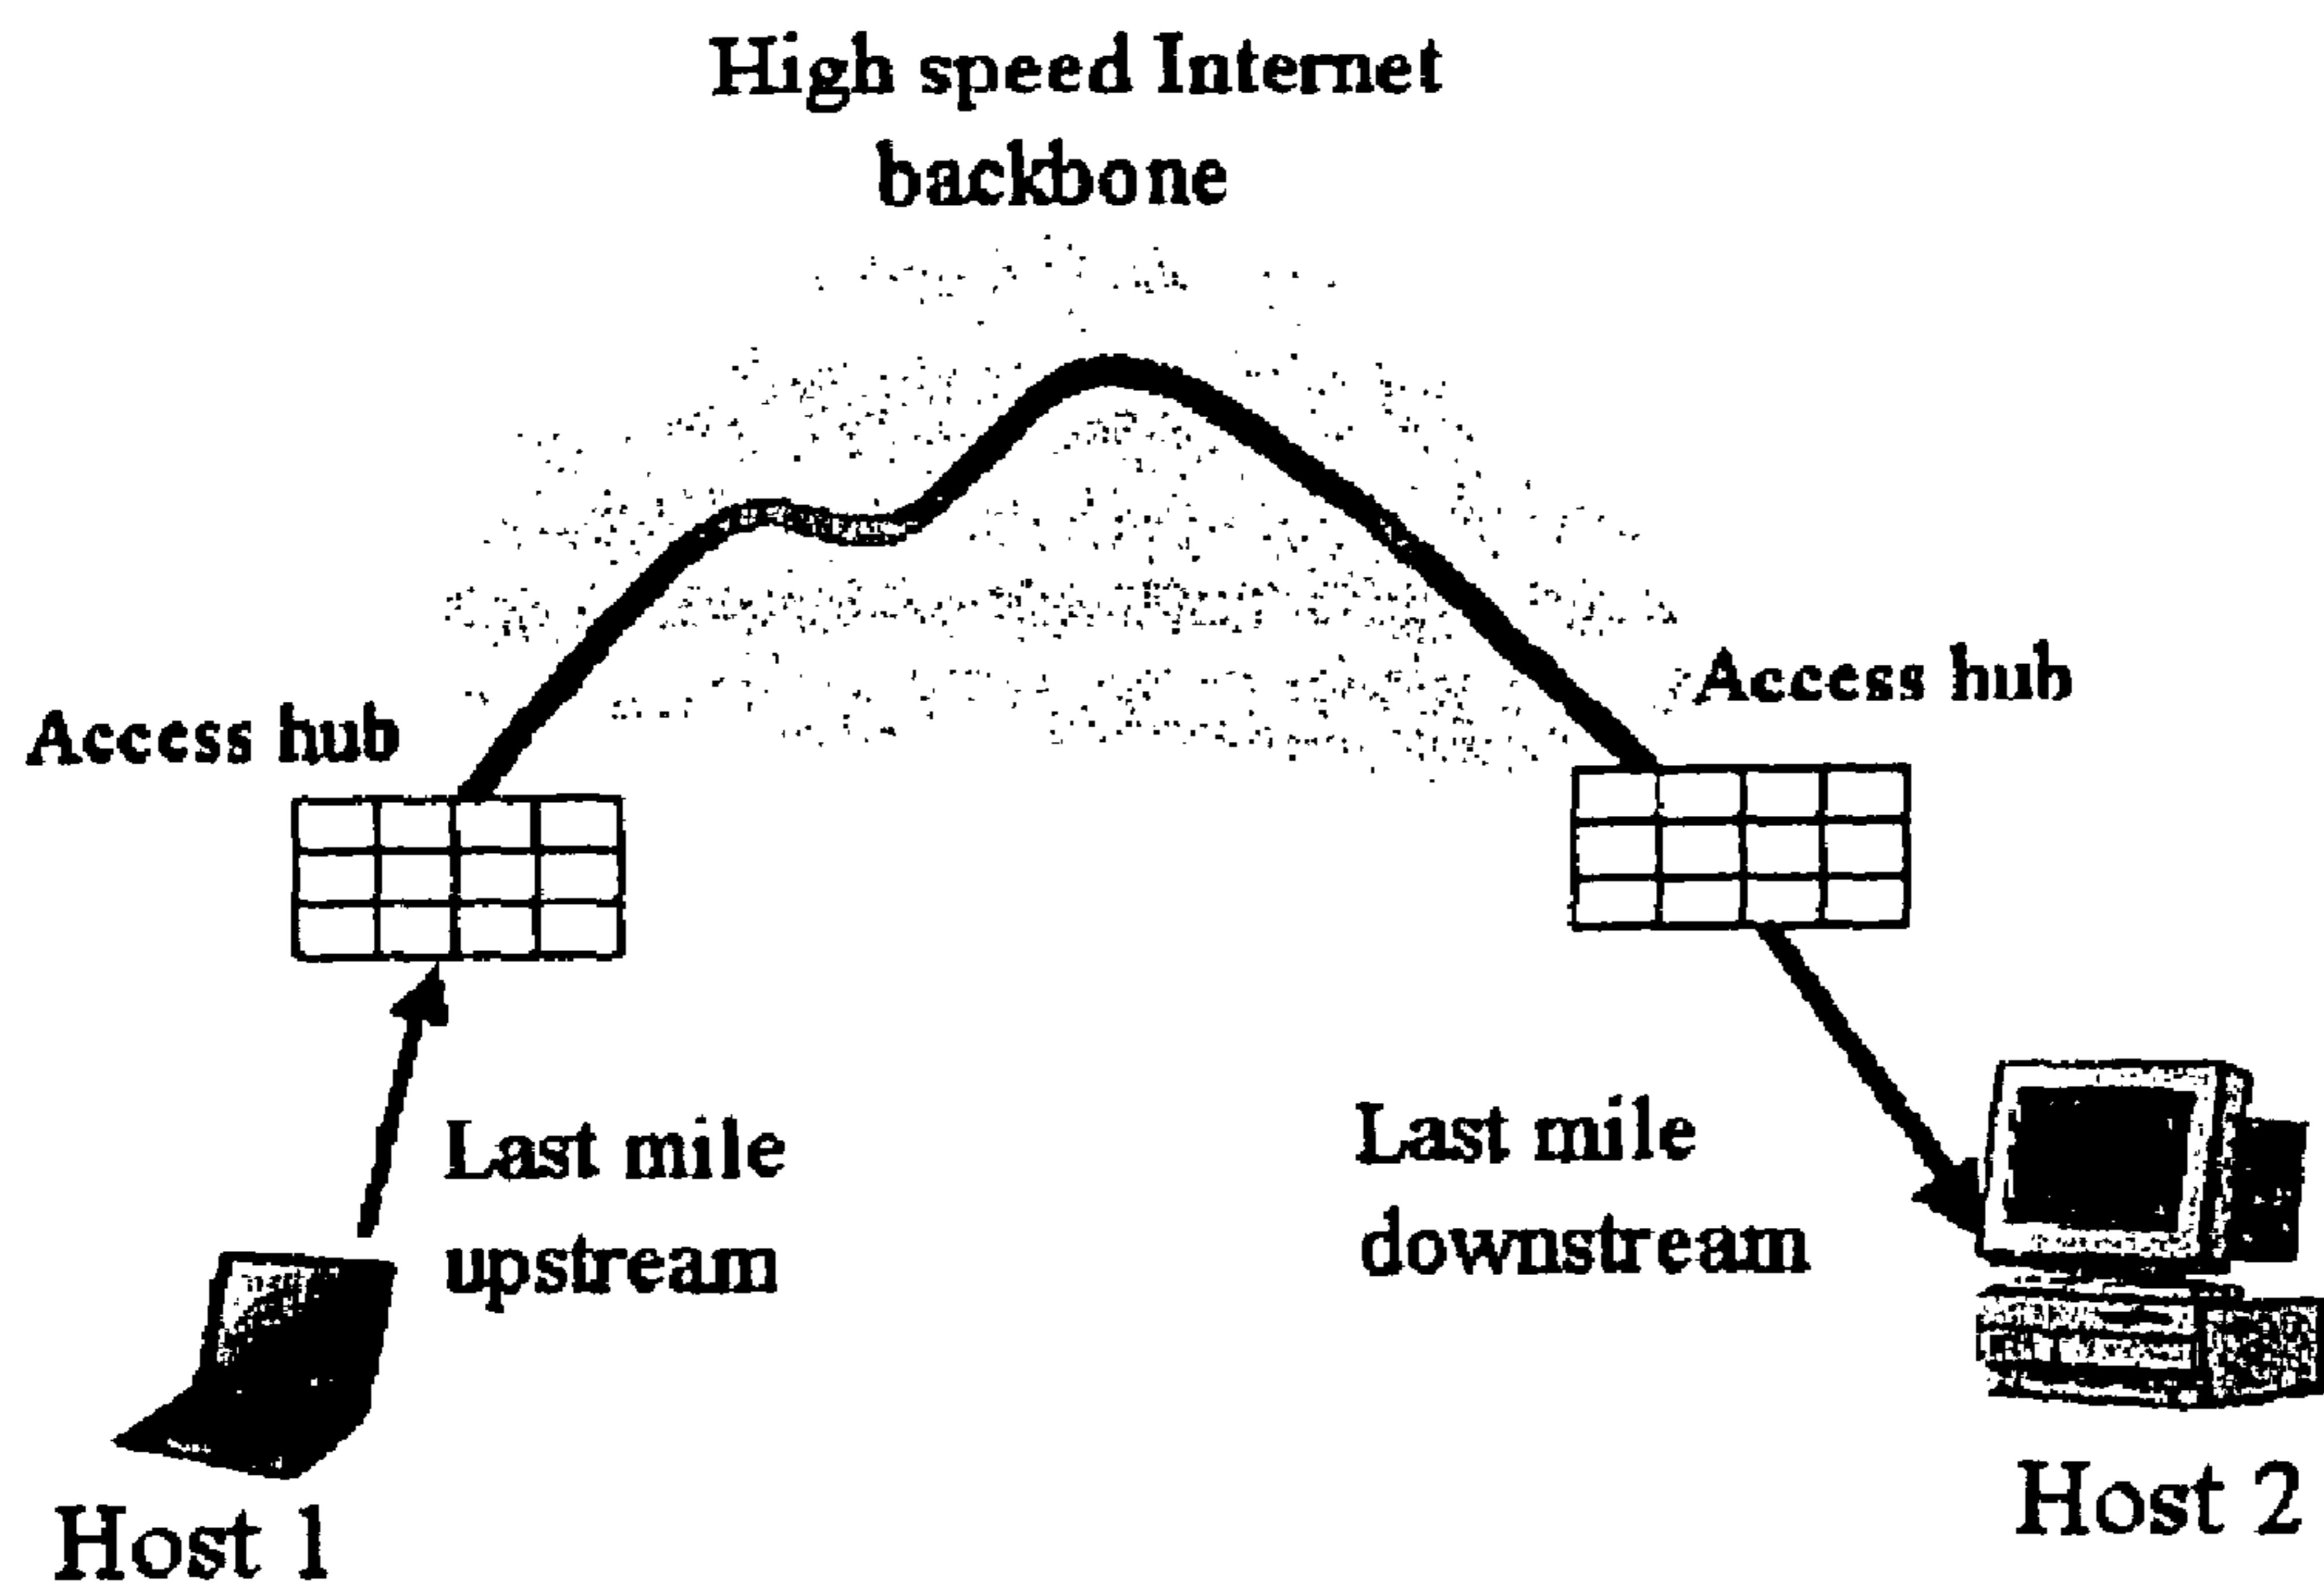 High speed Internet
backbone
Access hub
Access hub
Last mile
upstream
Last mile
downstream
Host 1
Host 2